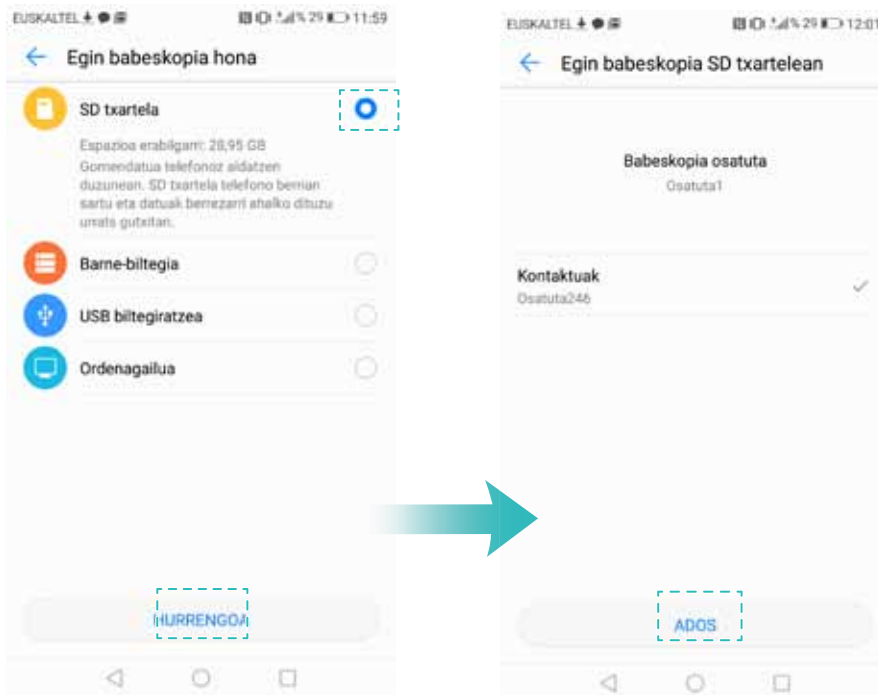 EUSKALTEL
29 11:59
Egin babeskopia hona
SD txartela
Espazioa erabilgarri: 28,95 GB
Gomendatua telefonoz aldatzen
duzunean. SD txartela telefono berrian
sartu eta datuak berrezarri ahalko dituzu
urrats gutxitan.
Barne-biltegia
USB biltegiratzea
Ordenagailua
HURRENGOA
EUSKALTEL
29 12:01
Egin babeskopia SD txartelean
Babeskopia osatuta
Osatuta1
Kontaktuak
Osatuta246
ADOS